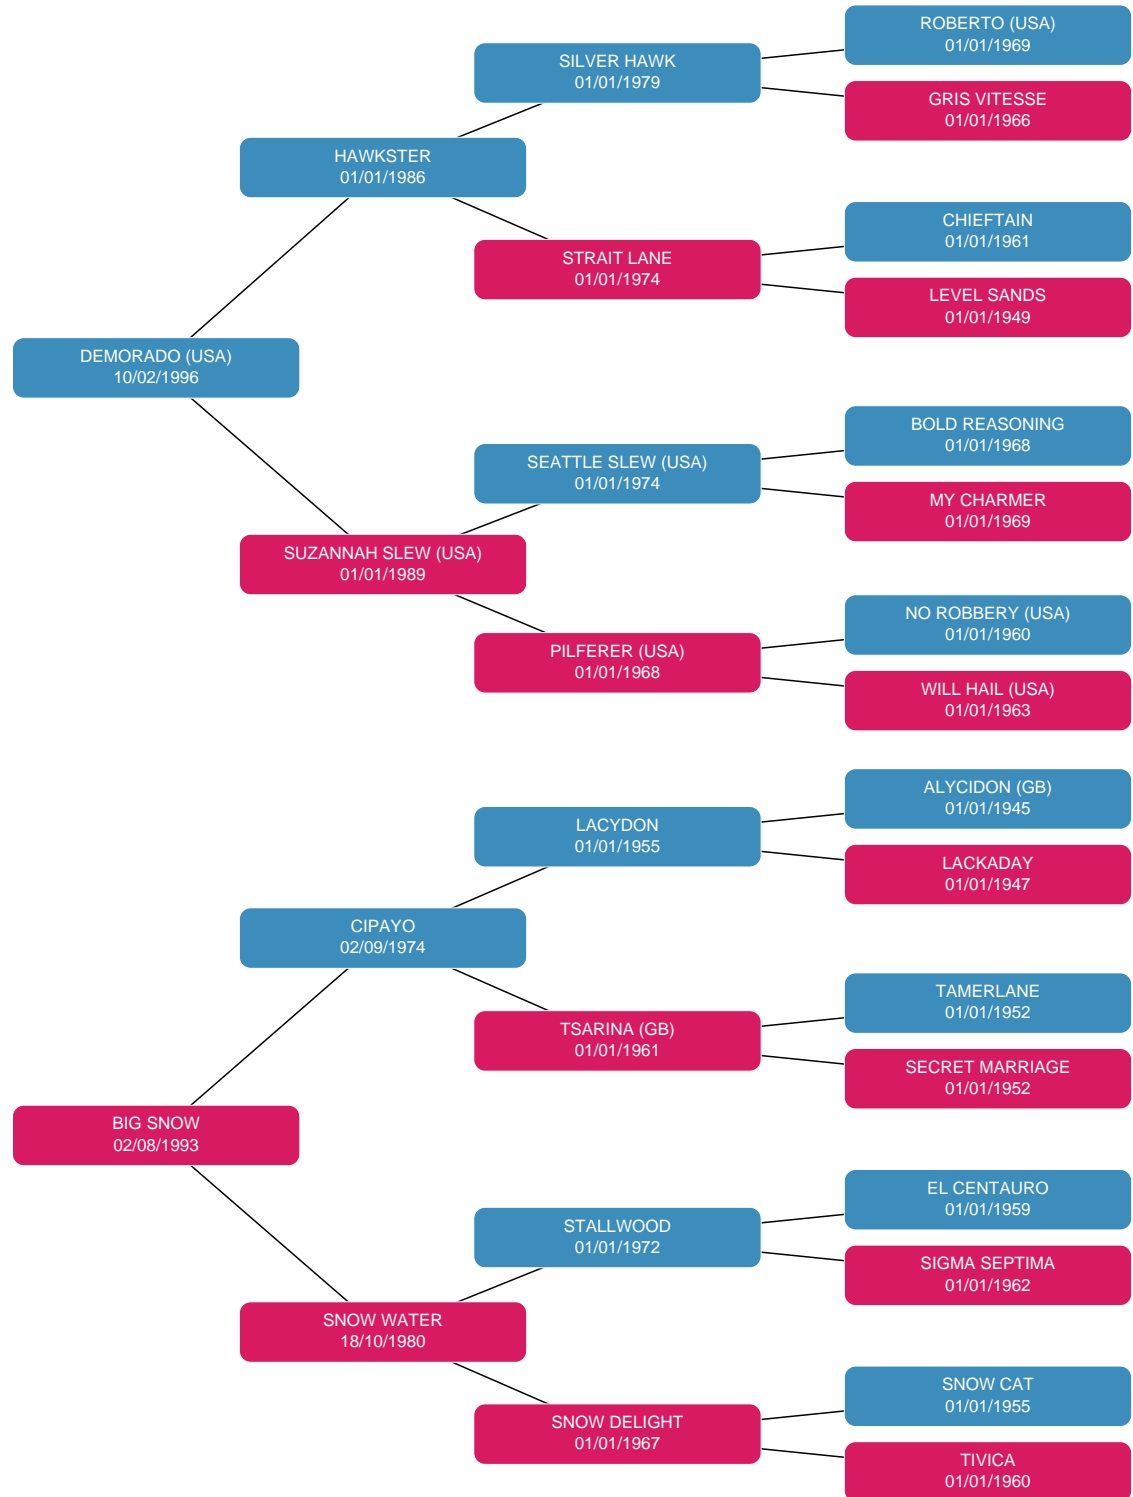 ROBERTO (USA)
01/01/1969
SILVER HAWK
01/01/1979
GRIS VITESSE
01/01/1966
HAWKSTER
01/01/1986
CHIEFTAIN
01/01/1961
STRAIT LANE
01/01/1974
LEVEL SANDS
01/01/1949
DEMORADO (USA)
10/02/1996
BOLD REASONING
01/01/1968
SEATTLE SLEW (USA)
01/01/1974
MY CHARMER
01/01/1969
SUZANNAH SLEW (USA)
01/01/1989
NO ROBBERY (USA)
01/01/1960
PILFERER (USA)
01/01/1968
WILL HAIL (USA)
01/01/1963
ALYCIDON (GB)
01/01/1945
LACYDON
01/01/1955
LACKADAY
01/01/1947
CIPAYO
02/09/1974
TAMERLANE
01/01/1952
TSARINA (GB)
01/01/1961
SECRET MARRIAGE
01/01/1952
BIG SNOW
02/08/1993
EL CENTAURO
01/01/1959
STALLWOOD
01/01/1972
SIGMA SEPTIMA
01/01/1962
SNOW WATER
18/10/1980
SNOW CAT
01/01/1955
SNOW DELIGHT
01/01/1967
TIVICA
01/01/1960